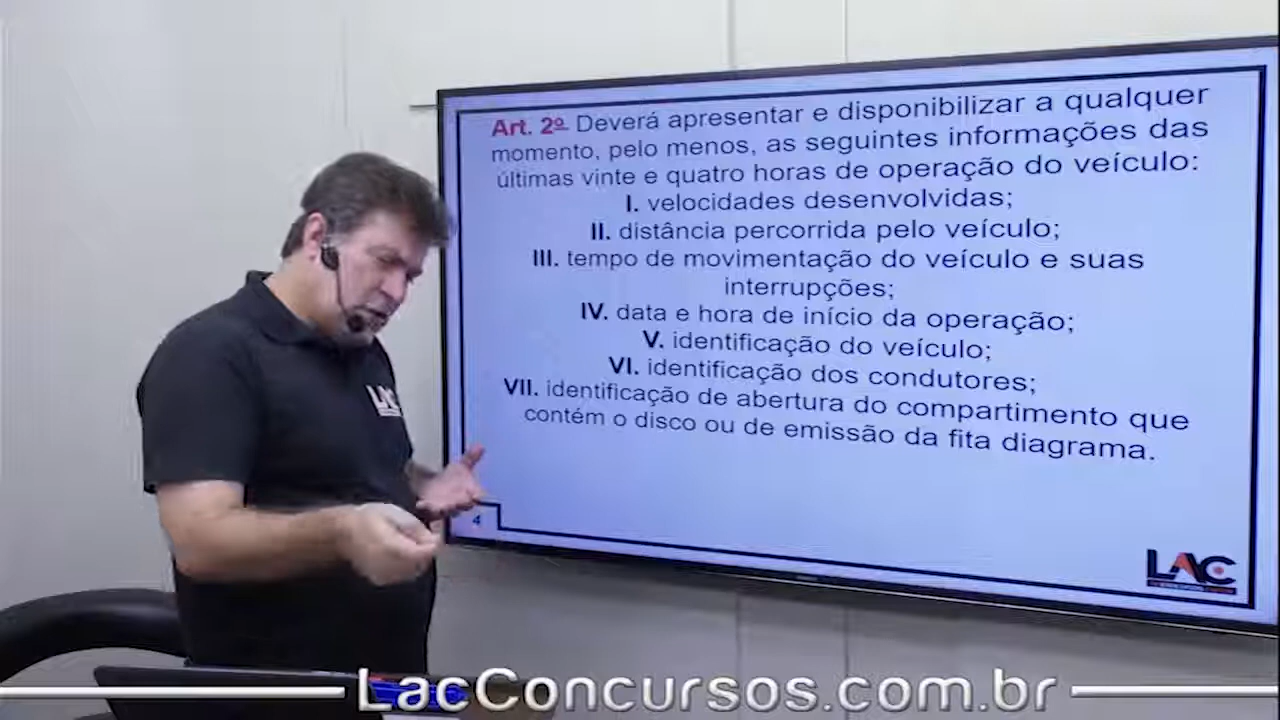 Art. 2º Deverá apresentar e disponibilizar a qualquer
momento, pelo menos, as seguintes informações das
últimas vinte e quatro horas de operação do veículo:
I. velocidades desenvolvidas;
II. distância percorrida pelo veículo;
III. tempo de movimentação do veículo e suas
interrupções;
IV. data e hora de início da operação;
V. identificação do veículo;
VI. identificação dos condutores;
VII. identificação de abertura do compartimento que
contém o disco ou de emissão da fita diagrama.
4
LAC
LAC
LacConcursos.com.br